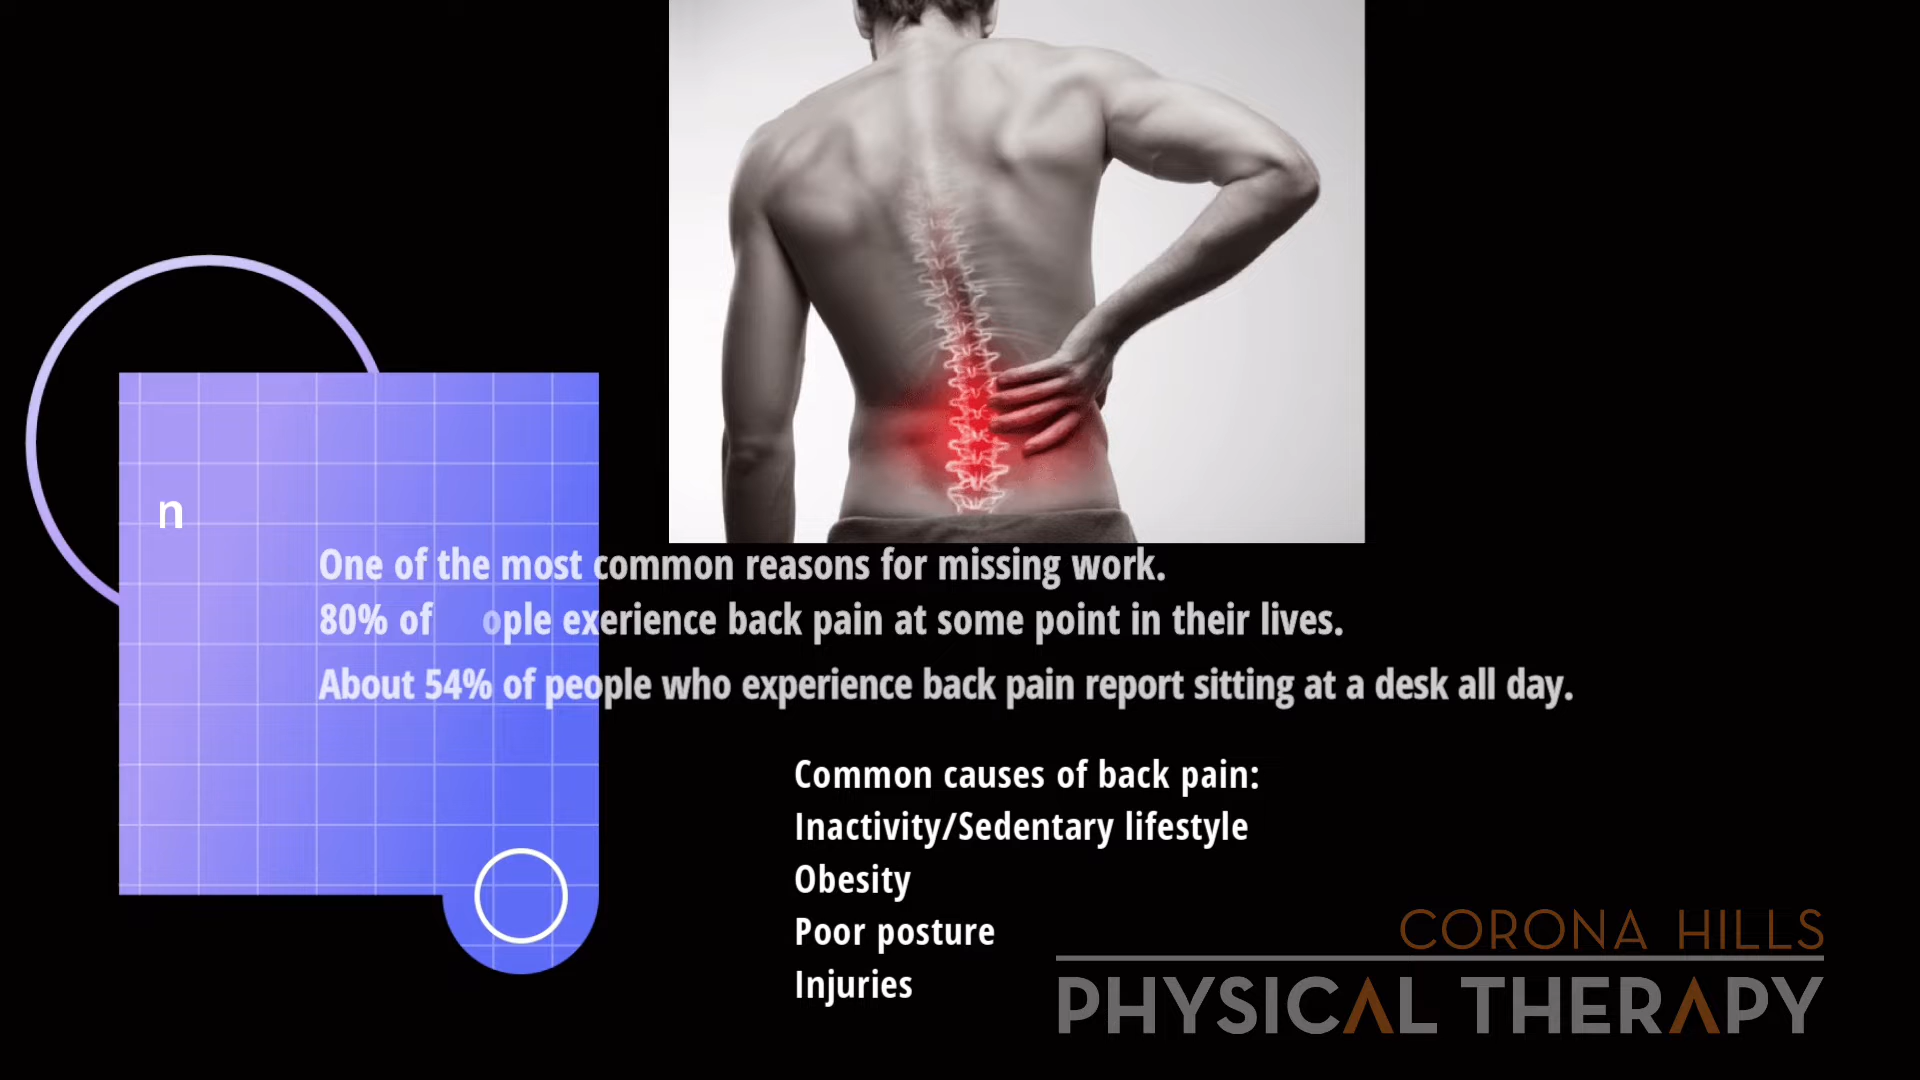 n
One of the most common reasons for missing work.
80% of ople exerience back pain at some point in their lives.
About 54% of people who experience back pain report sitting at a desk all day.
Common causes of back pain:
Inactivity/Sedentary lifestyle
Obesity
Poor posture
Injuries
CORONA HILLS
PHYSICAL THERAPY